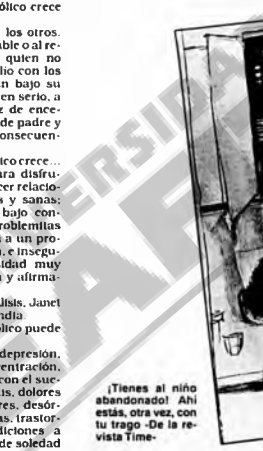 ólico crece
los otros.
able o al re-
quien no
lio con los
n bajo su
en serio, a
z de ence-
de padre y
onsecuen-
ico crece...
ara disfru-
cer relacio-
s y sanas;
bajo con-
roblemitas
a un pro-
, e insegu-
sidad muy
n y afirma-
lisis, Janet
ndia
ólico puede
depresión,
entración,
con el sue-
is, dolores
res, desór-
as, trastor-
diciones a
de soledad
¡Tienes al niño
abandonado! Ahí
estás, otra vez, con
tu trago -De la re-
vista Time-